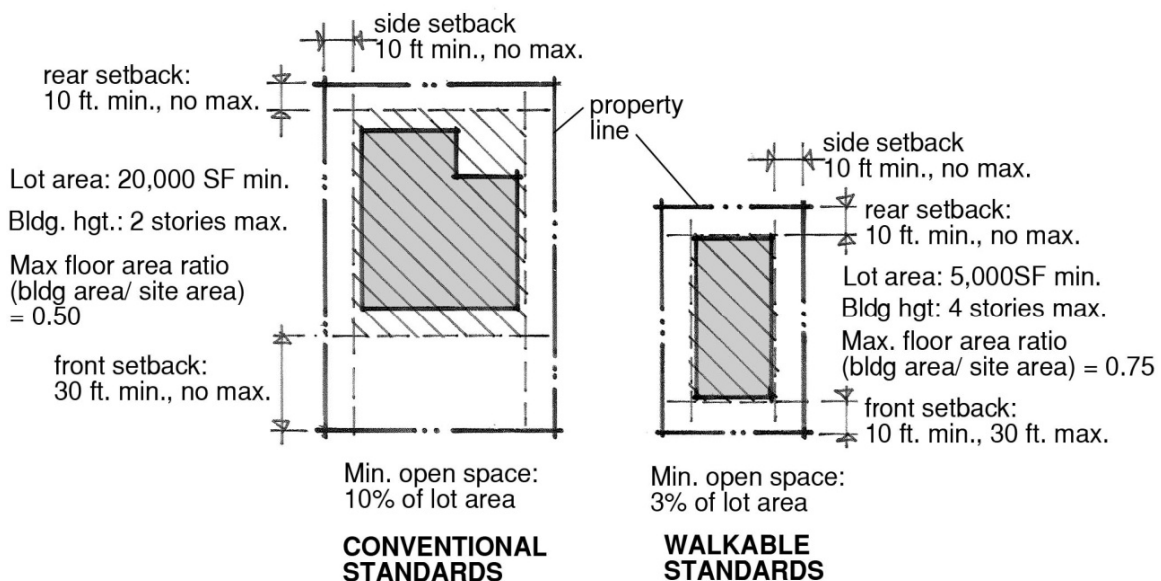 side setback
10 ft min., no max.
rear setback:
10 ft. min., no max.
Lot area: 20,000 SF min.
Bldg. hgt.: 2 stories max.
Max floor area ratio
(bldg area/ site area)
= 0.50
front setback:
30 ft. min., no max.
Min. open space:
10% of lot area
CONVENTIONAL
STANDARDS
property
line
side setback
10 ft. min., no max.
rear setback:
10 ft. min., no max.
Lot area: 5,000SF min.
Bldg hgt: 4 stories max.
Max. floor area ratio
(bldg area/ site area) = 0.75
front setback:
10 ft. min., 30 ft. max.
Min. open space:
3% of lot area
WALKABLE
STANDARDS